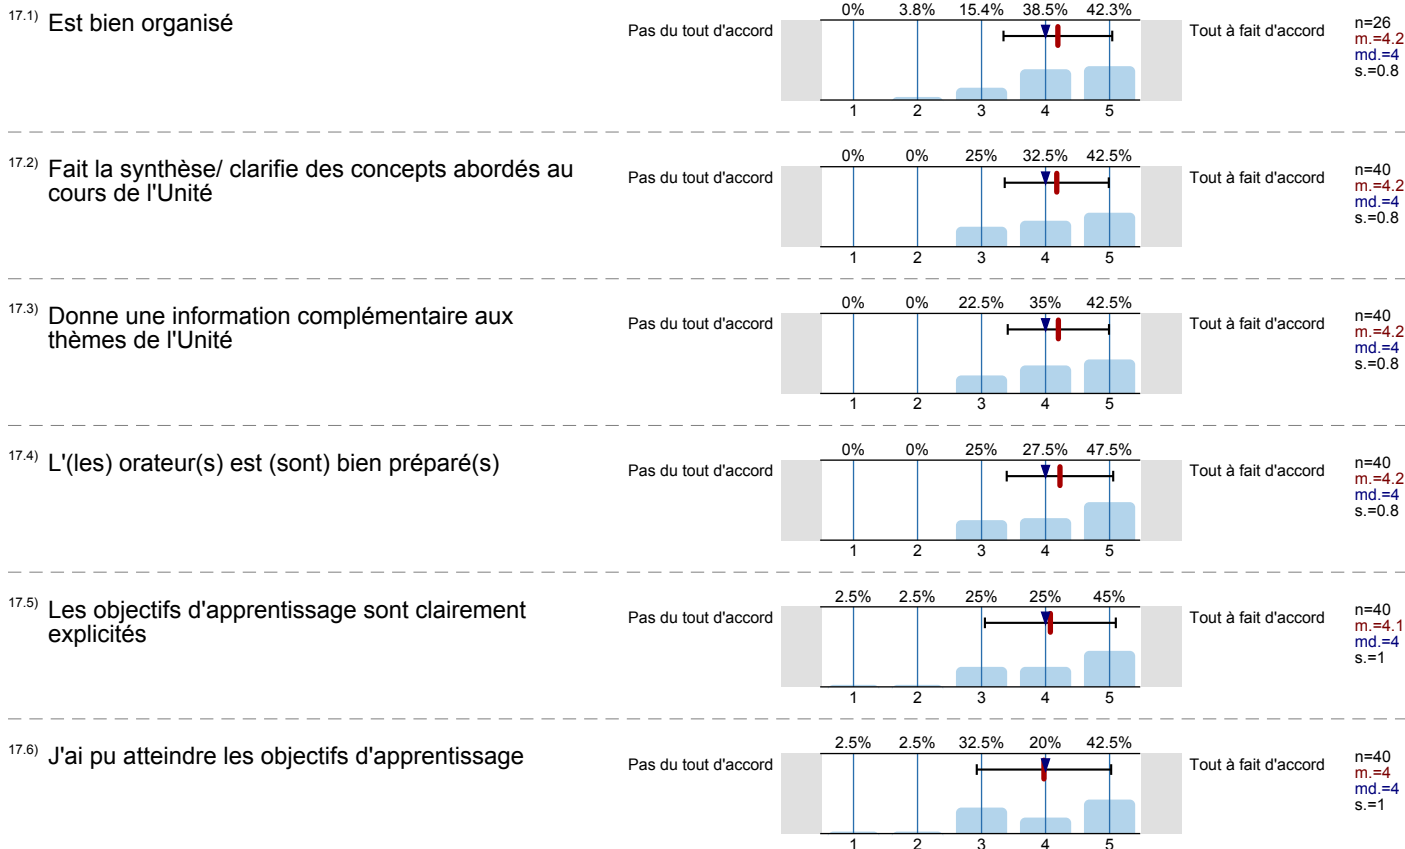 0% 3.8% 15.4% 38.5% 42.3%
17.1) Est bien organisé
Pas du tout d'accord
Tout à fait d'accord
n=26
m.=4.2
md.=4
s.=0.8
1 2 3 4 5
0% 0% 25% 32.5% 42.5%
17.2) Fait la synthèse/ clarifie des concepts abordés au
cours de l'Unité
Pas du tout d'accord
Tout à fait d'accord
n=40
m.=4.2
md.=4
s.=0.8
1 2 3 4 5
0% 0% 22.5% 35% 42.5%
17.3) Donne une information complémentaire aux
thèmes de l'Unité
Pas du tout d'accord
Tout à fait d'accord
n=40
m.=4.2
md.=4
s.=0.8
1 2 3 4 5
0% 0% 25% 27.5% 47.5%
17.4) L'(les) orateur(s) est (sont) bien préparé(s)
Pas du tout d'accord
Tout à fait d'accord
n=40
m.=4.2
md.=4
s.=0.8
1 2 3 4 5
2.5% 2.5% 25% 25% 45%
17.5) Les objectifs d'apprentissage sont clairement
explicités
Pas du tout d'accord
Tout à fait d'accord
n=40
m.=4.1
md.=4
s.=1
1 2 3 4 5
2.5% 2.5% 32.5% 20% 42.5%
17.6) J'ai pu atteindre les objectifs d'apprentissage
Pas du tout d'accord
Tout à fait d'accord
n=40
m.=4
md.=4
s.=1
1 2 3 4 5